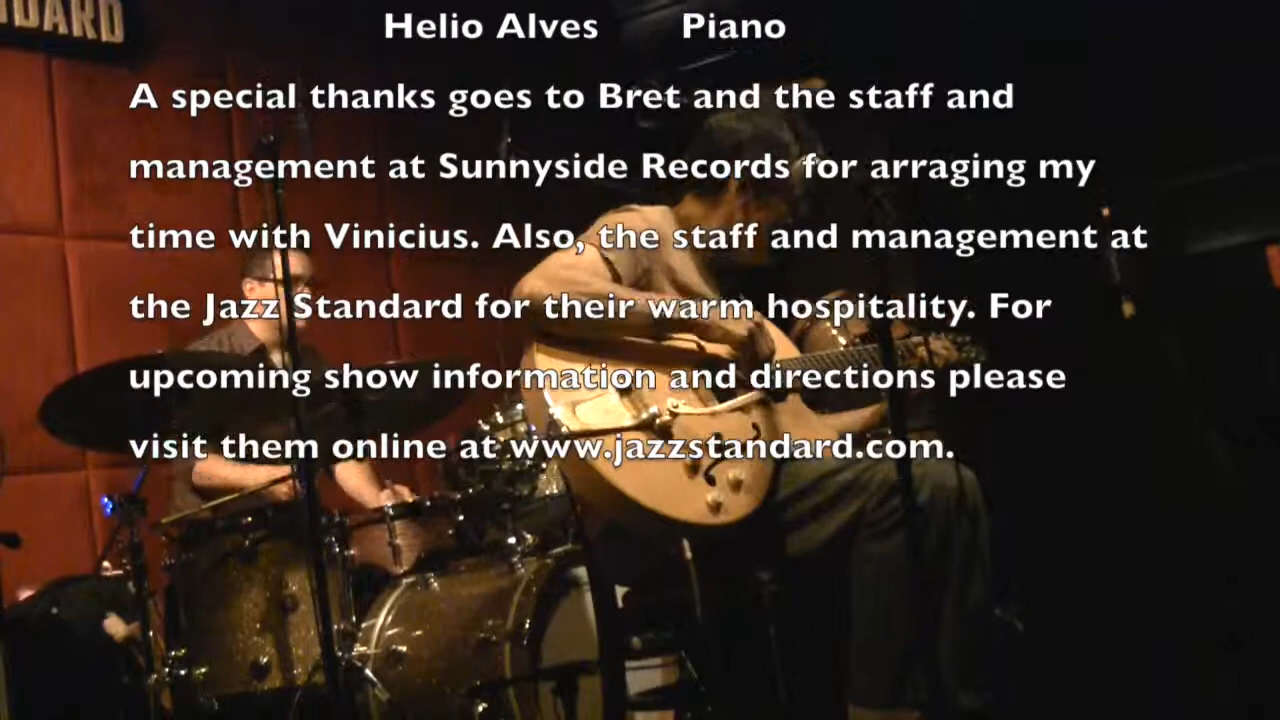 DARD
Helio Alves Piano
A special thanks goes to Bret and the staff and
management at Sunnyside Records for arraging my
time with Vinicius. Also, the staff and management at
the Jazz Standard for their warm hospitality. For
upcoming show information and directions please
visit them online at www.jazzstandard.com.